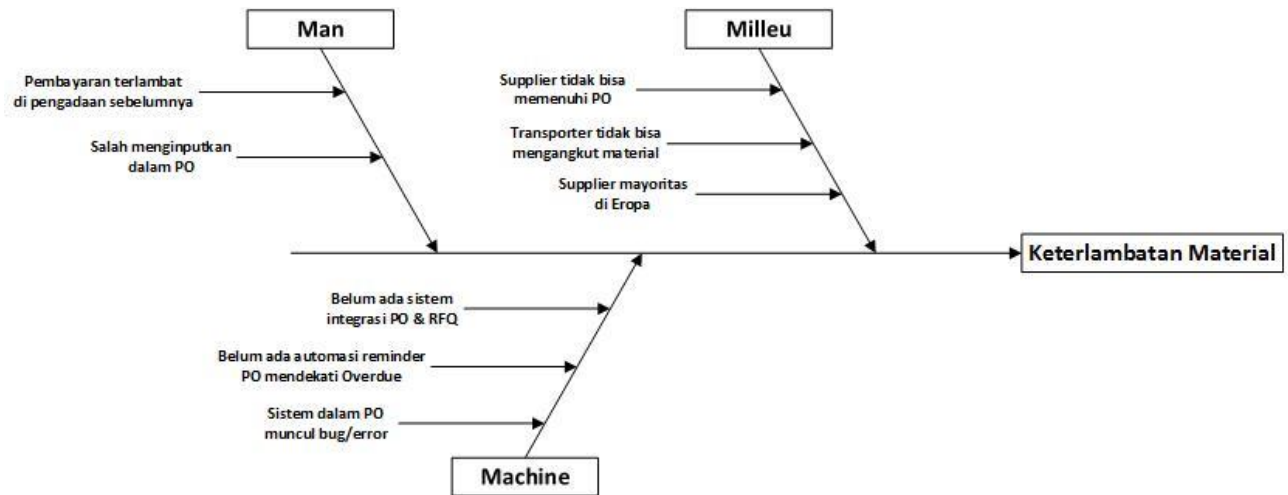 Man
Milleu
Pembayaran terlambat
di pengadaan sebelumnya
Salah menginputkan
dalam PO
Supplier tidak bisa
memenuhi PO
Transporter tidak bisa
mengangkut material
Supplier mayoritas
di Eropa
Keterlambatan Material
Belum ada sistem
integrasi PO & RFQ
Belum ada automasi reminder
PO mendekati Overdue
Sistem dalam PO
muncul bug/error
Machine